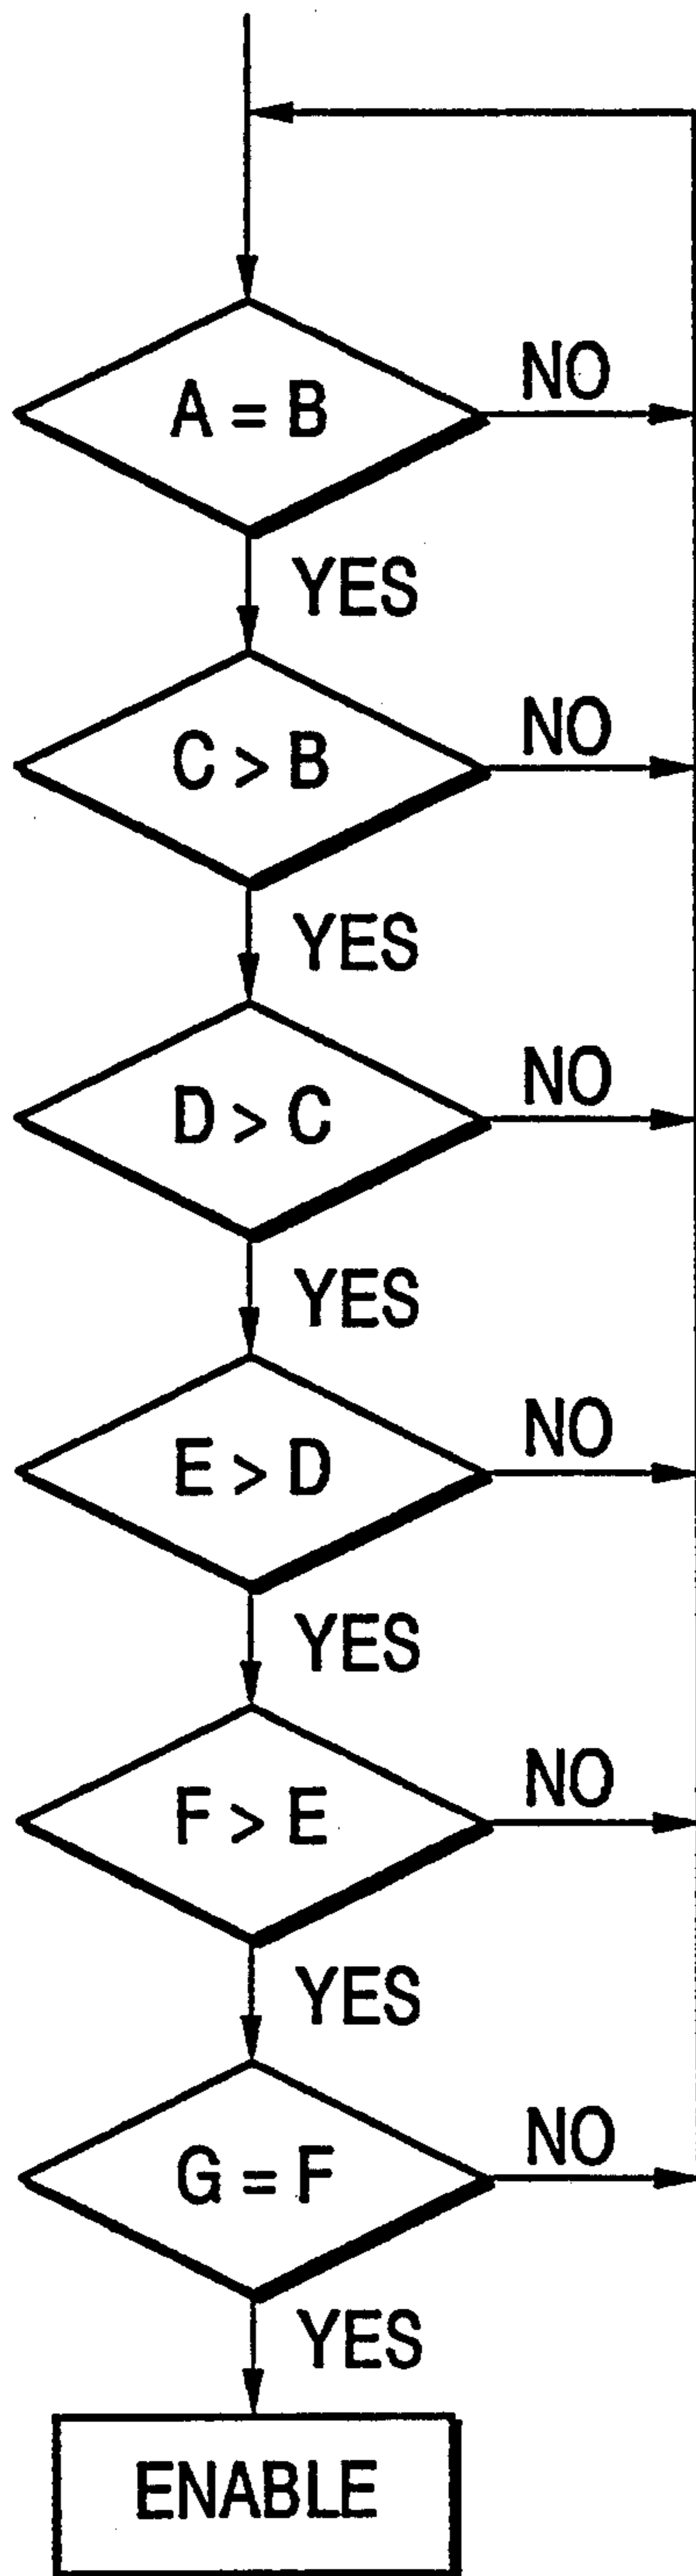 A = B
NO
YES
C > B
NO
YES
D > C
NO
YES
E > D
NO
YES
F > E
NO
YES
G = F
NO
YES
ENABLE